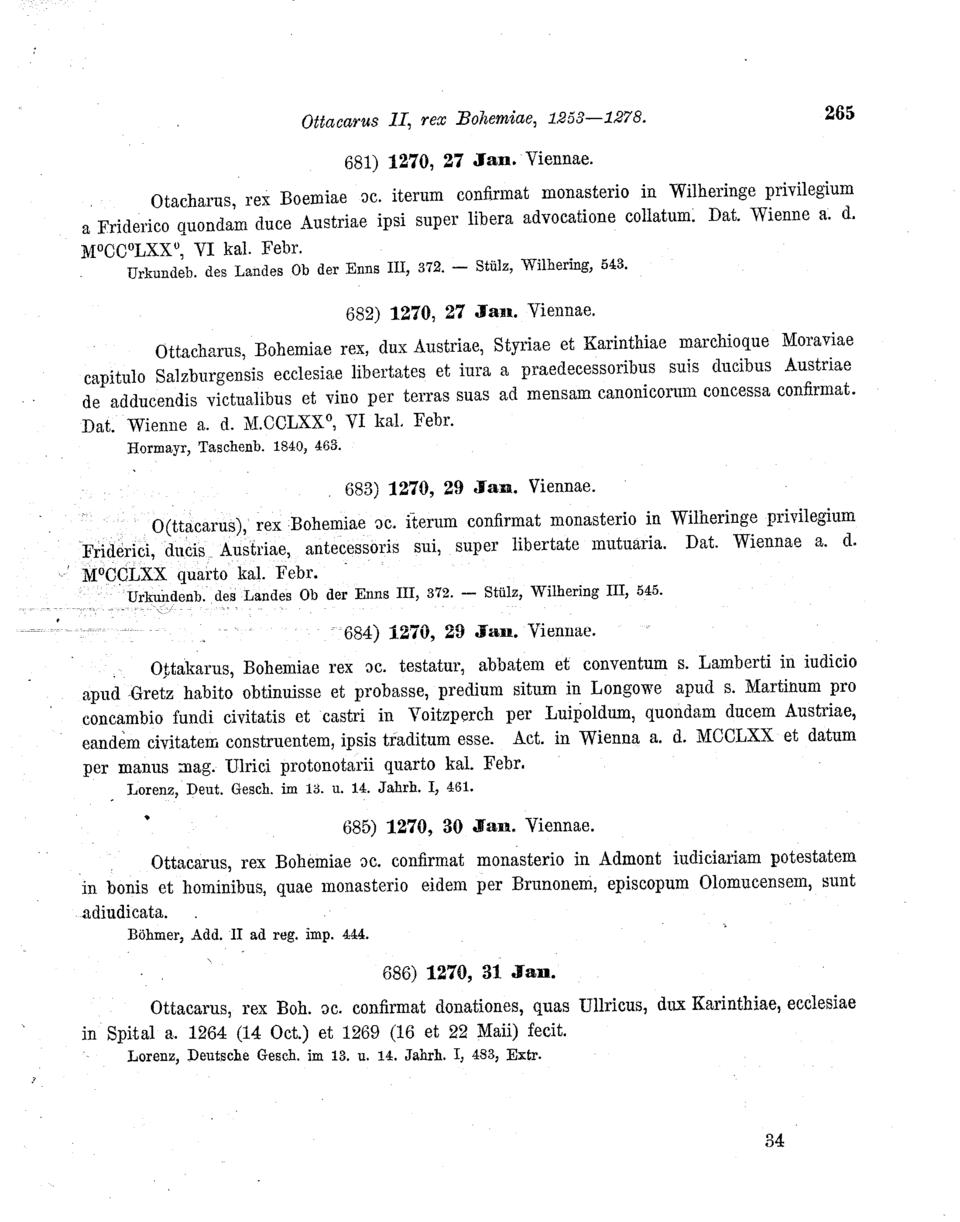 Ottacarus II, rex Bohemiae, 1253—1278. 265
681) 1270, 27 Jan. Viennae.
Otacharus, rex Boemiae ɔc. iterum confirmat monasterio in Wilheringe privilegium
a Friderico quondam duce Austriae ipsi super libera advocatione collatum. Dat. Wienne a. d.
MºCCºLXXº, VI kal. Febr.
Urkundeb. des Landes Ob der Enns III, 372. — Stülz, Wilhering, 543.
682) 1270, 27 Jan. Viennae.
Ottacharus, Bohemiae rex, dux Austriae, Styriae et Karinthiae marchioque Moraviae
capitulo Salzburgensis ecclesiae libertates et iura a praedecessoribus suis ducibus Austriae
de adducendis victualibus et vino per terras suas ad mensam canonicorum concessa confirmat.
Dat. Wienne a. d. M.CCLXXº, VI kal. Febr.
Hormayr, Taschenb. 1840, 463.
683) 1270, 29 Jan. Viennae.
O(ttacarus), rex Bohemiae ɔc. iterum confirmat monasterio in Wilheringe privilegium
Friderici, ducis Austriae, antecessoris sui, super libertate mutuaria. Dat. Wiennae a. d.
MºCCLXX quarto kal. Febr.
Urkundenb. des Landes Ob der Enns III, 372. — Stülz, Wilhering III, 545.
684) 1270, 29 Jan. Viennae.
Ottakarus, Bohemiae rex ɔc. testatur, abbatem et conventum s. Lamberti in iudicio
apud Gretz habito obtinuisse et probasse, predium situm in Longowe apud s. Martinum pro
concambio fundi civitatis et castri in Voitzperch per Luipoldum, quondam ducem Austriae,
eandem civitatem construentem, ipsis traditum esse. Act. in Wienna a. d. MCCLXX et datum
per manus mag. Ulrici protonotarii quarto kal. Febr.
Lorenz, Deut. Gesch. im 13. u. 14. Jahrh. I, 461.
685) 1270, 30 Jan. Viennae.
Ottacarus, rex Bohemiae ɔc. confirmat monasterio in Admont iudiciariam potestatem
in bonis et hominibus, quae monasterio eidem per Brunonem, episcopum Olomucensem, sunt
adiudicata.
Böhmer, Add. II ad reg. imp. 444.
686) 1270, 31 Jan.
Ottacarus, rex Boh. ɔc. confirmat donationes, quas Ullricus, dux Karinthiae, ecclesiae
in Spital a. 1264 (14 Oct.) et 1269 (16 et 22 Maii) fecit.
Lorenz, Deutsche Gesch. im 13. u. 14. Jahrh. I, 483, Extr.
34